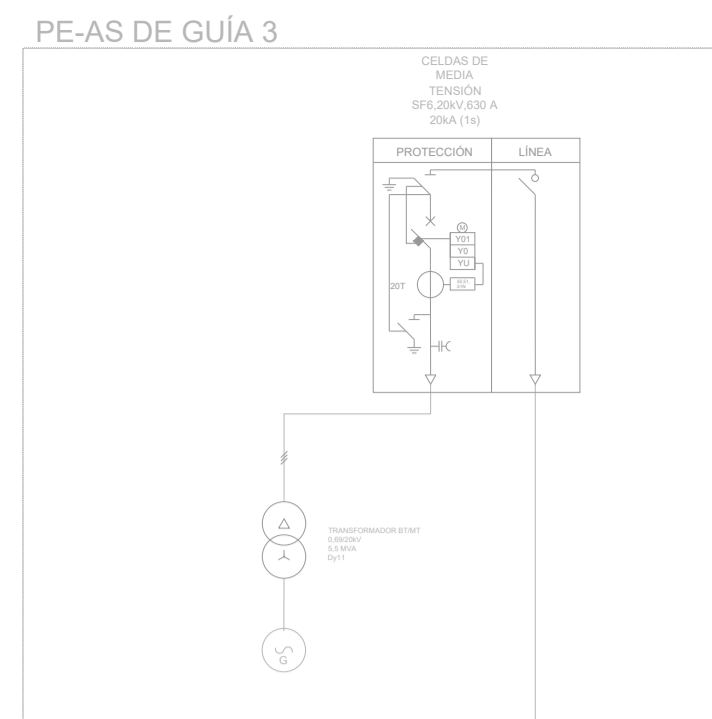 PE-AS DE GUÍA 3
CELDAS DE
MEDIA
TENSIÓN
SF6,20kV,630 A
20kA (1s)
PROTECCIÓN
LÍNEA
M
Y01
Y0
YU
20T
TRANSFORMADOR BT/MT
0,69/20kV
5,5 MVA
Dy11
G